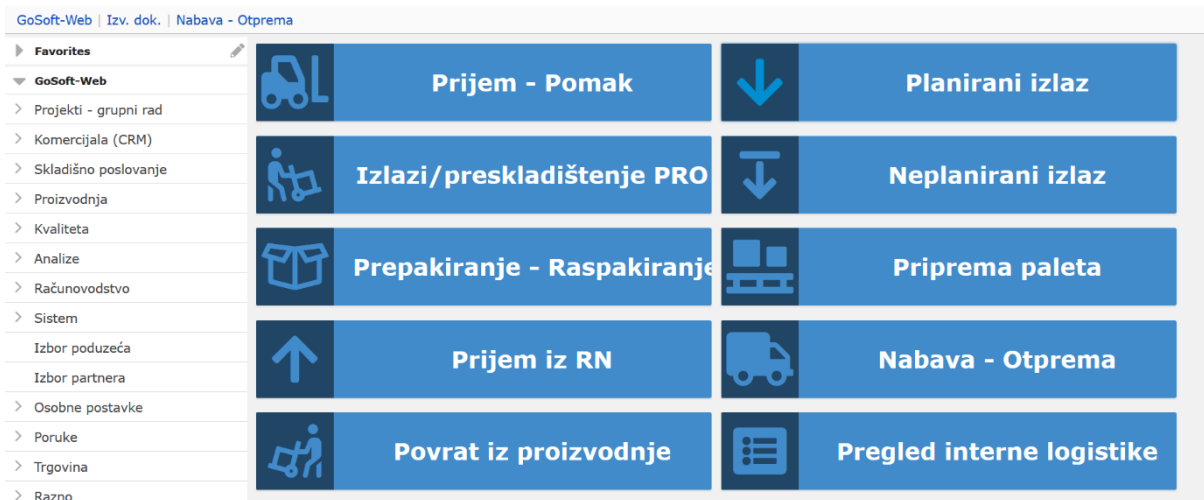 GoSoft-Web | Izv. dok. | Nabava - Otprema
Favorites
GoSoft-Web
Projekti - grupni rad
Komercijala (CRM)
Skladišno poslovanje
Proizvodnja
Kvaliteta
Analize
Računovodstvo
Sistem
Izbor poduzeća
Izbor partnera
Osobne postavke
Poruke
Trgovina
Razno
Prijem - Pomak
Planirani izlaz
Izlazi/preskladištenje PRO
Neplanirani izlaz
Prepakiranje - Raspakiranje
Priprema paleta
Prijem iz RN
Nabava - Otprema
Povrat iz proizvodnje
Pregled interne logistike